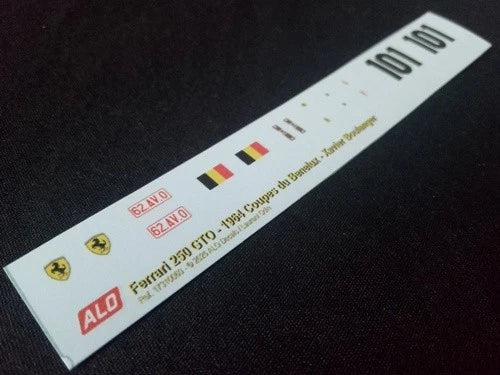 101 101
62.AV.0
62.AV.0
Ferrari 250 GTO - 1964 Coupes du Benelux - Xavier Boulanger
ALO